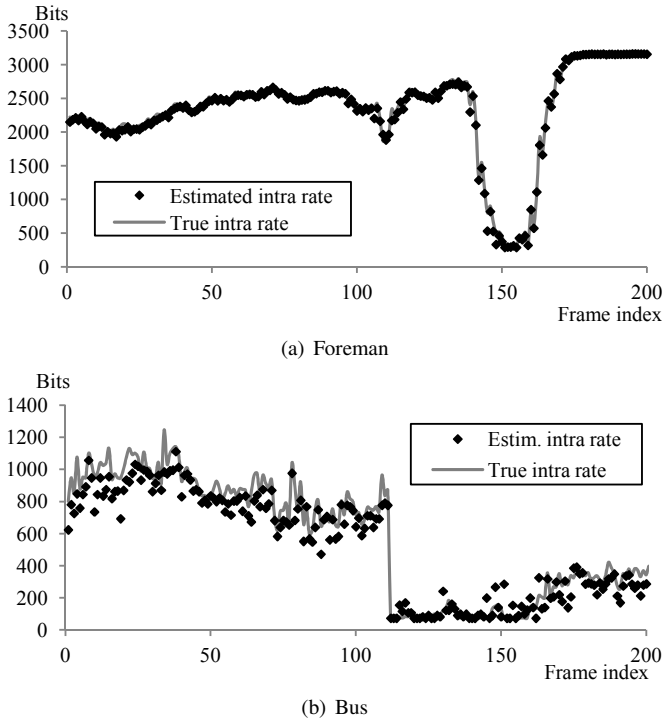 Bits
3500
3000
2500
2000
1500
1000
500
0
Estimated intra rate
True intra rate
0 50 100 150 200
Frame index
(a) Foreman
Bits
1400
1200
1000
800
600
400
200
0
Estim. intra rate
True intra rate
0 50 100 150 200
Frame index
(b) Bus